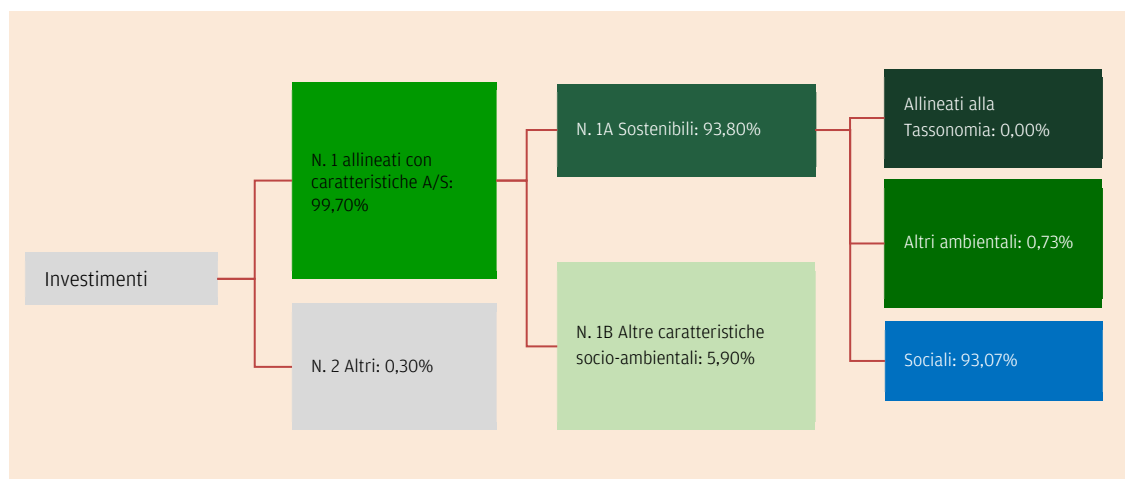 Investimenti
N. 1 allineati con
caratteristiche A/S:
99,70%
N. 2 Altri: 0,30%
N. 1A Sostenibili: 93,80%
N. 1B Altre caratteristiche
socio-ambientali: 5,90%
Allineati alla
Tassonomia: 0,00%
Altri ambientali: 0,73%
Sociali: 93,07%